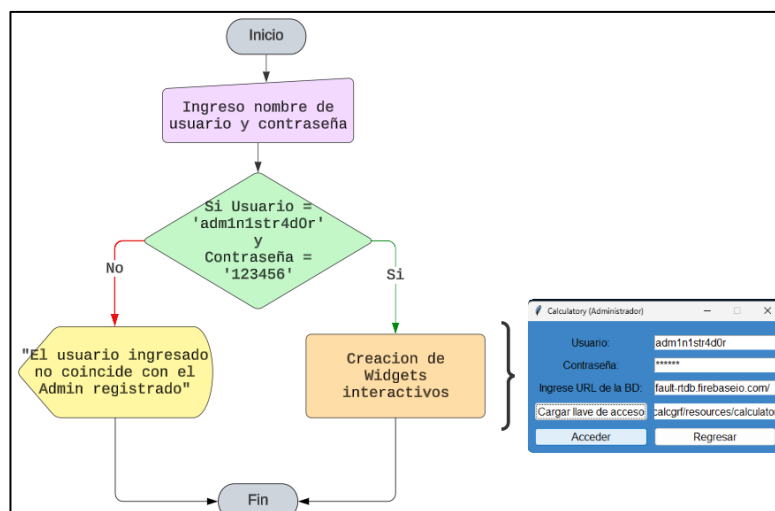 Inicio
Ingreso nombre de
usuario y contraseña
Si Usuario =
'adm1n1str4d0r'
y
Contraseña =
'123456'
No
Si
"El usuario ingresado
no coincide con el
Admin registrado"
Creacion de
Widgets
interactivos
Fin
Calculatory (Administrador)
Usuario: adm1n1str4d0r
Contraseña: ******
Ingrese URL de la BD: fault-rtdb.firebaseio.com/
Cargar llave de acceso calcgrf/resources/calculator
Acceder Regresar